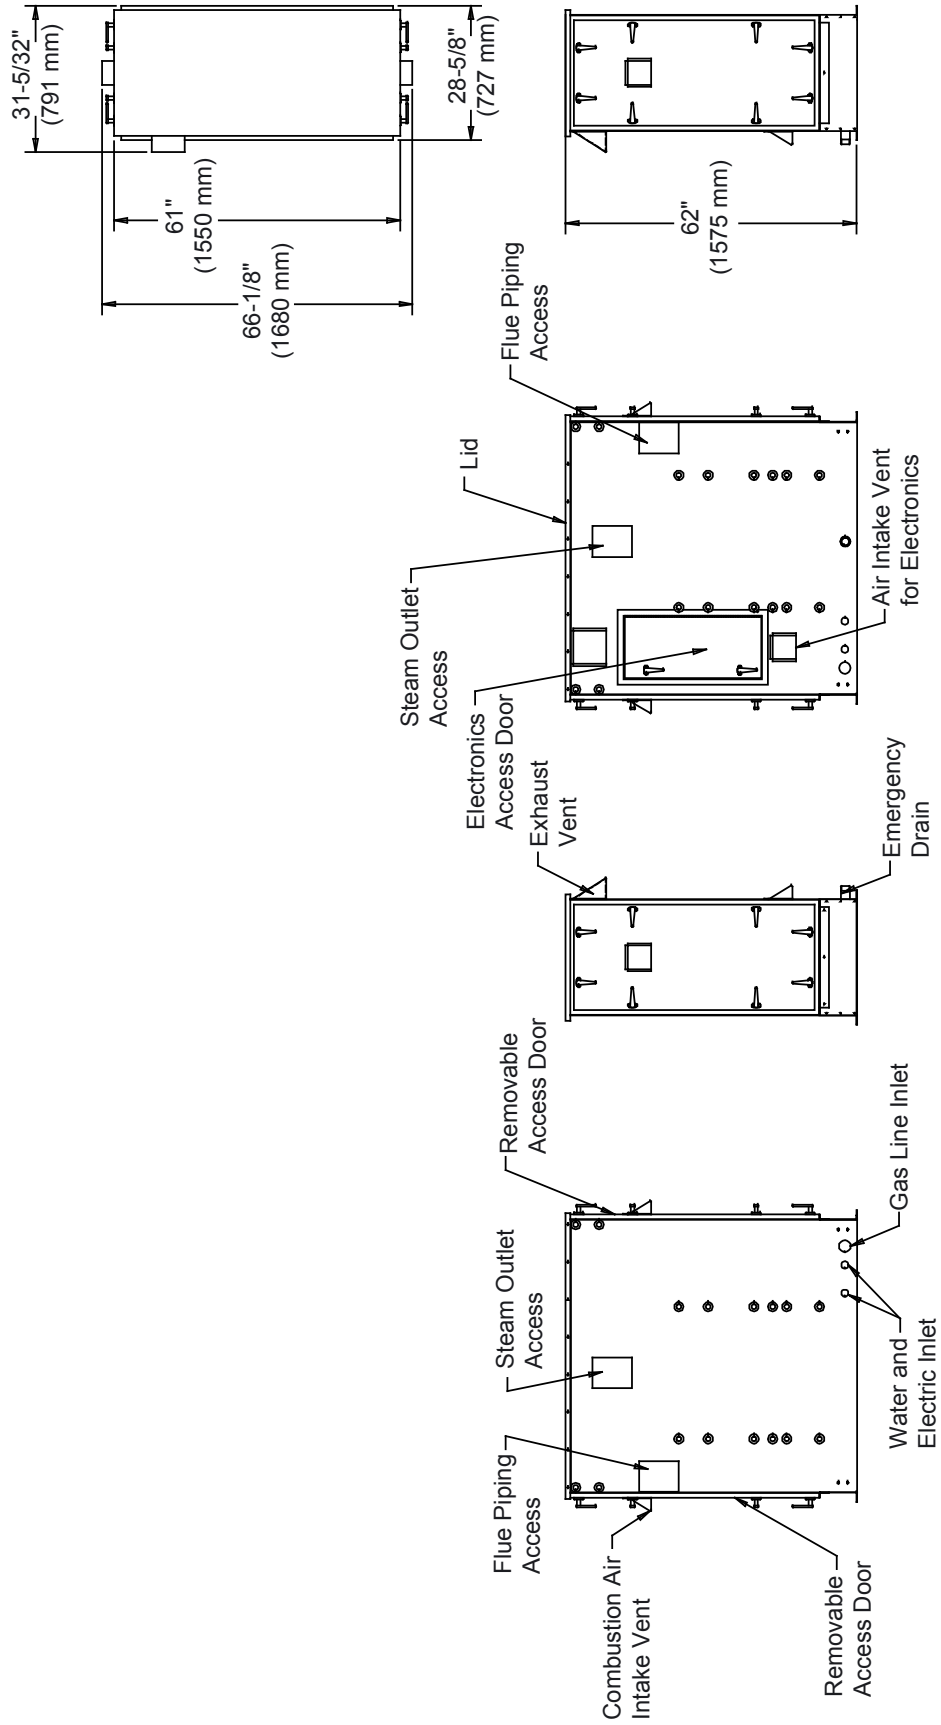 31-5/32"
(791 mm)
28-5/8"
(727 mm)
61"
(1550 mm)
66-1/8"
(1680 mm)
62"
(1575 mm)
Flue Piping
Access
Lid
Steam Outlet
Access
Electronics
Access Door
Air Intake Vent
for Electronics
Exhaust
Vent
Emergency
Drain
Removable
Access Door
Steam Outlet
Access
Flue Piping
Access
Combustion Air
Intake Vent
Removable
Access Door
Water and
Electric Inlet
Gas Line Inlet